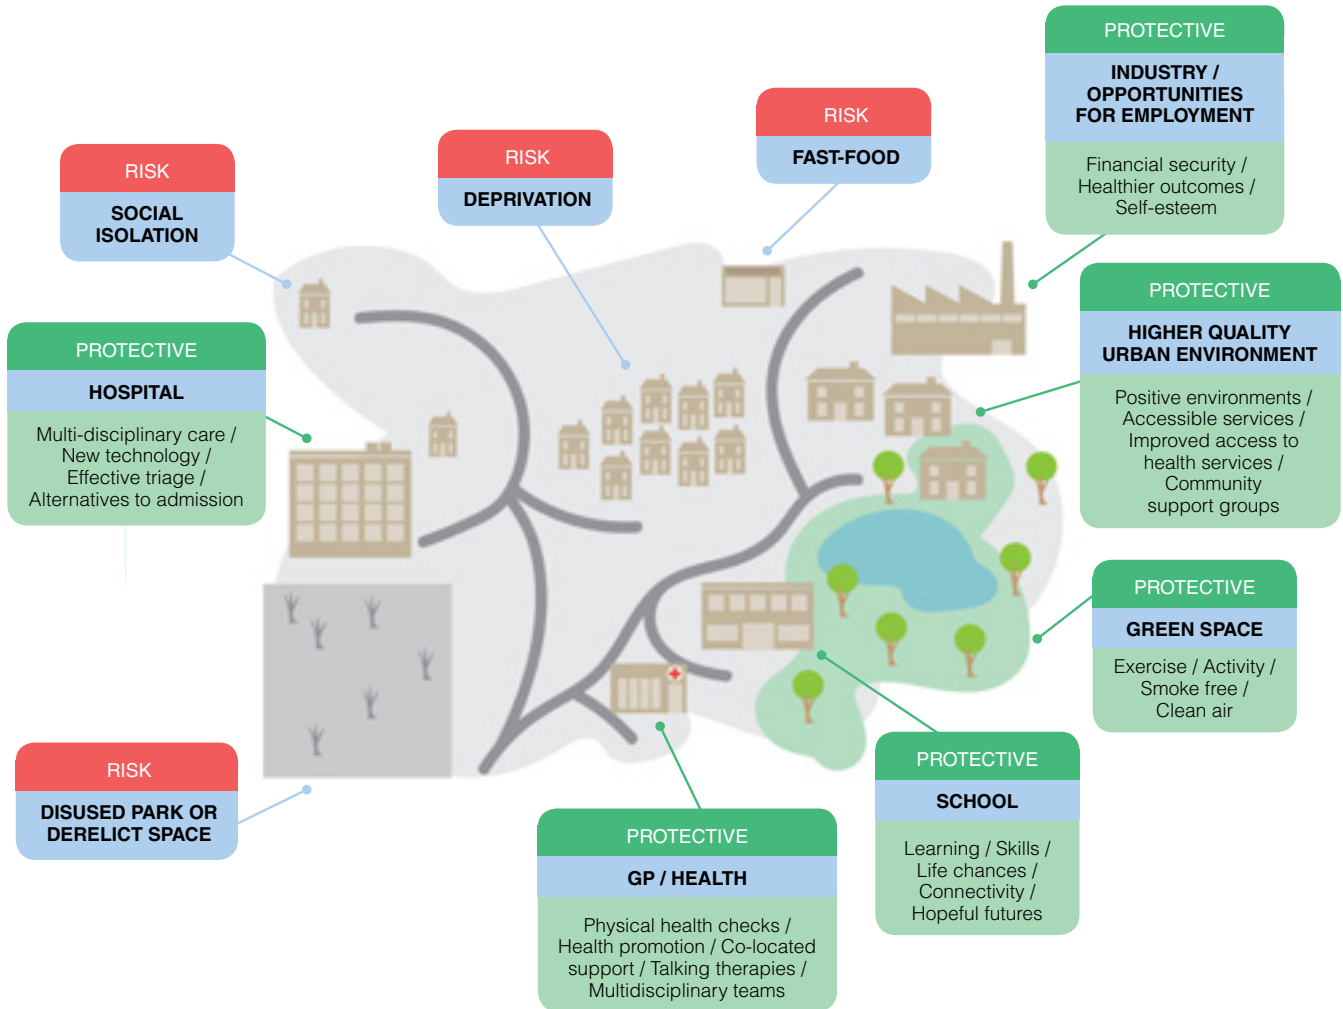 PROTECTIVE
INDUSTRY /
OPPORTUNITIES
FOR EMPLOYMENT
Financial security /
Healthier outcomes /
Self-esteem
RISK
FAST-FOOD
RISK
DEPRIVATION
RISK
SOCIAL
ISOLATION
PROTECTIVE
HIGHER QUALITY
URBAN ENVIRONMENT
Positive environments /
Accessible services /
Improved access to
health services /
Community
support groups
PROTECTIVE
HOSPITAL
Multi-disciplinary care /
New technology /
Effective triage /
Alternatives to admission
PROTECTIVE
GREEN SPACE
Exercise / Activity /
Smoke free /
Clean air
RISK
DISUSED PARK OR
DERELICT SPACE
PROTECTIVE
SCHOOL
Learning / Skills /
Life chances /
Connectivity /
Hopeful futures
PROTECTIVE
GP / HEALTH
Physical health checks /
Health promotion / Co-located
support / Talking therapies /
Multidisciplinary teams